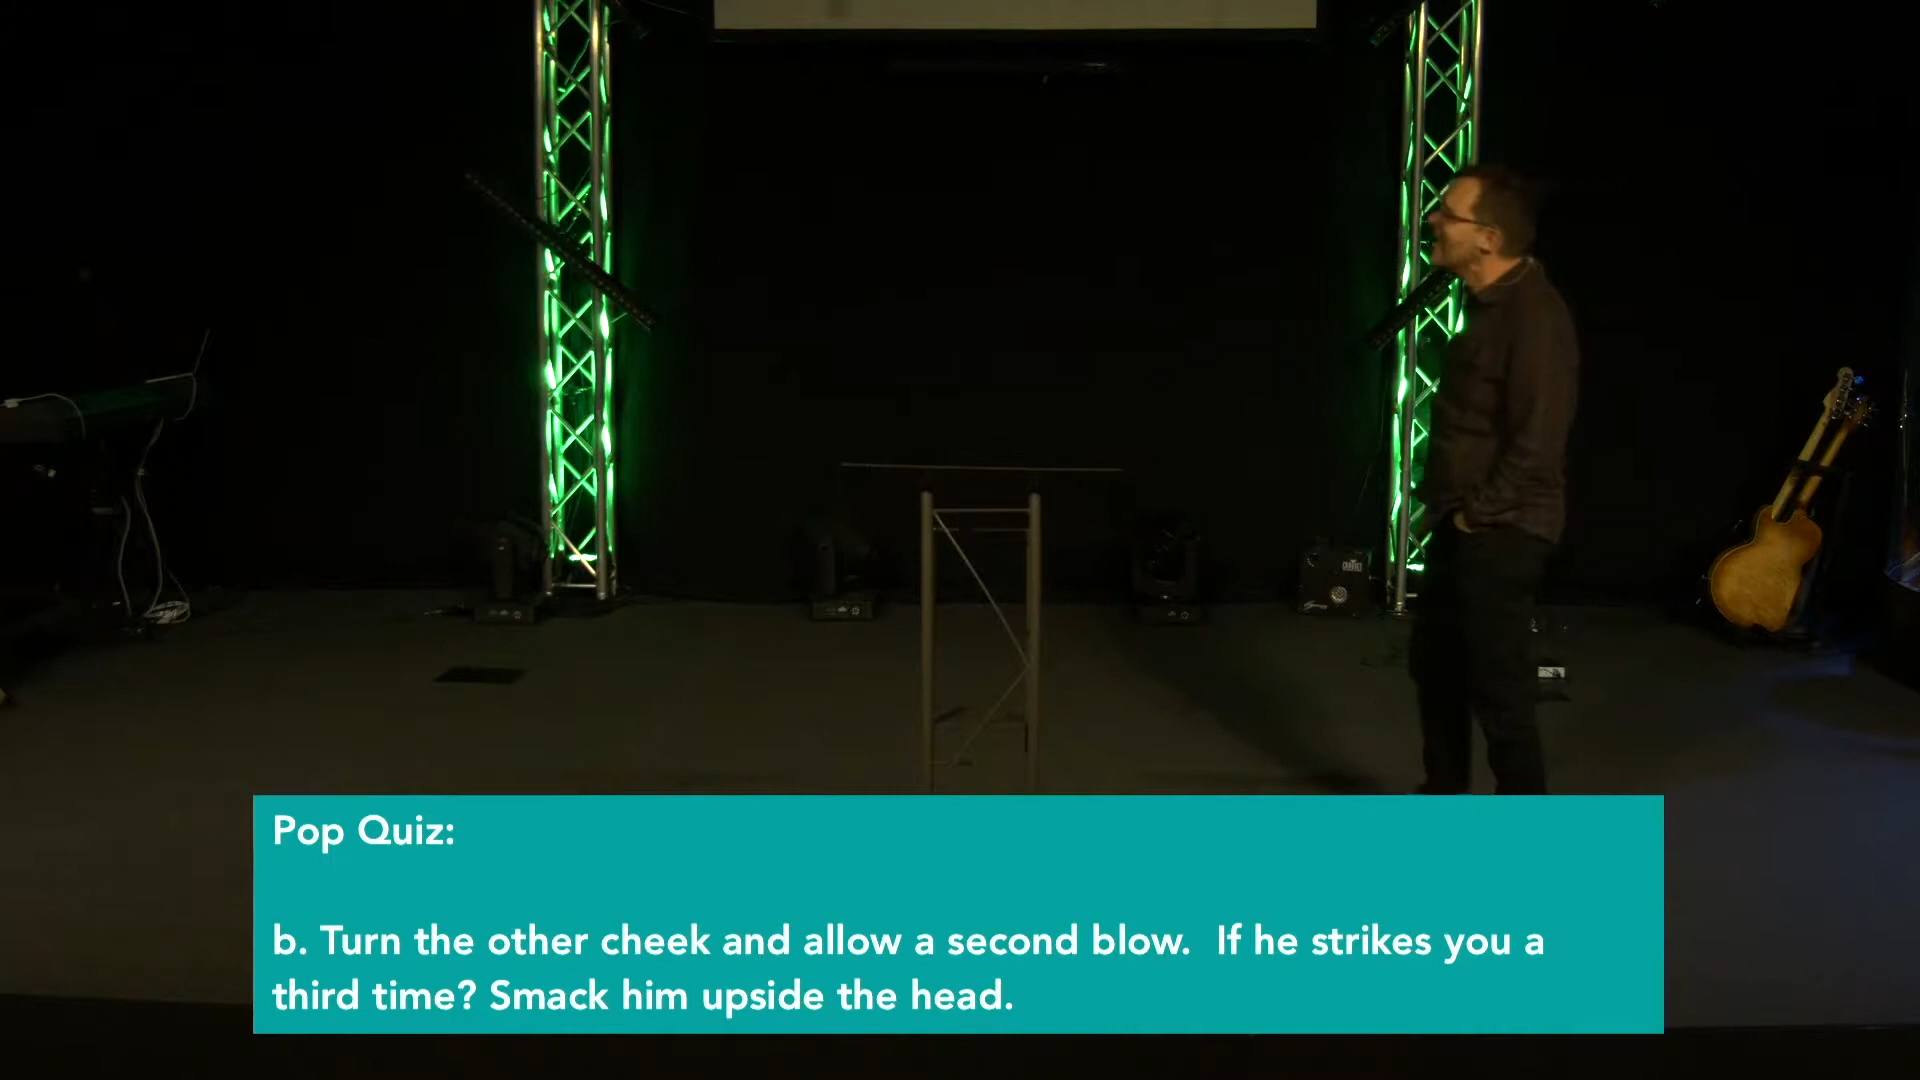 Pop Quiz:
b. Turn the other cheek and allow a second blow.  If he strikes you a
third time? Smack him upside the head.